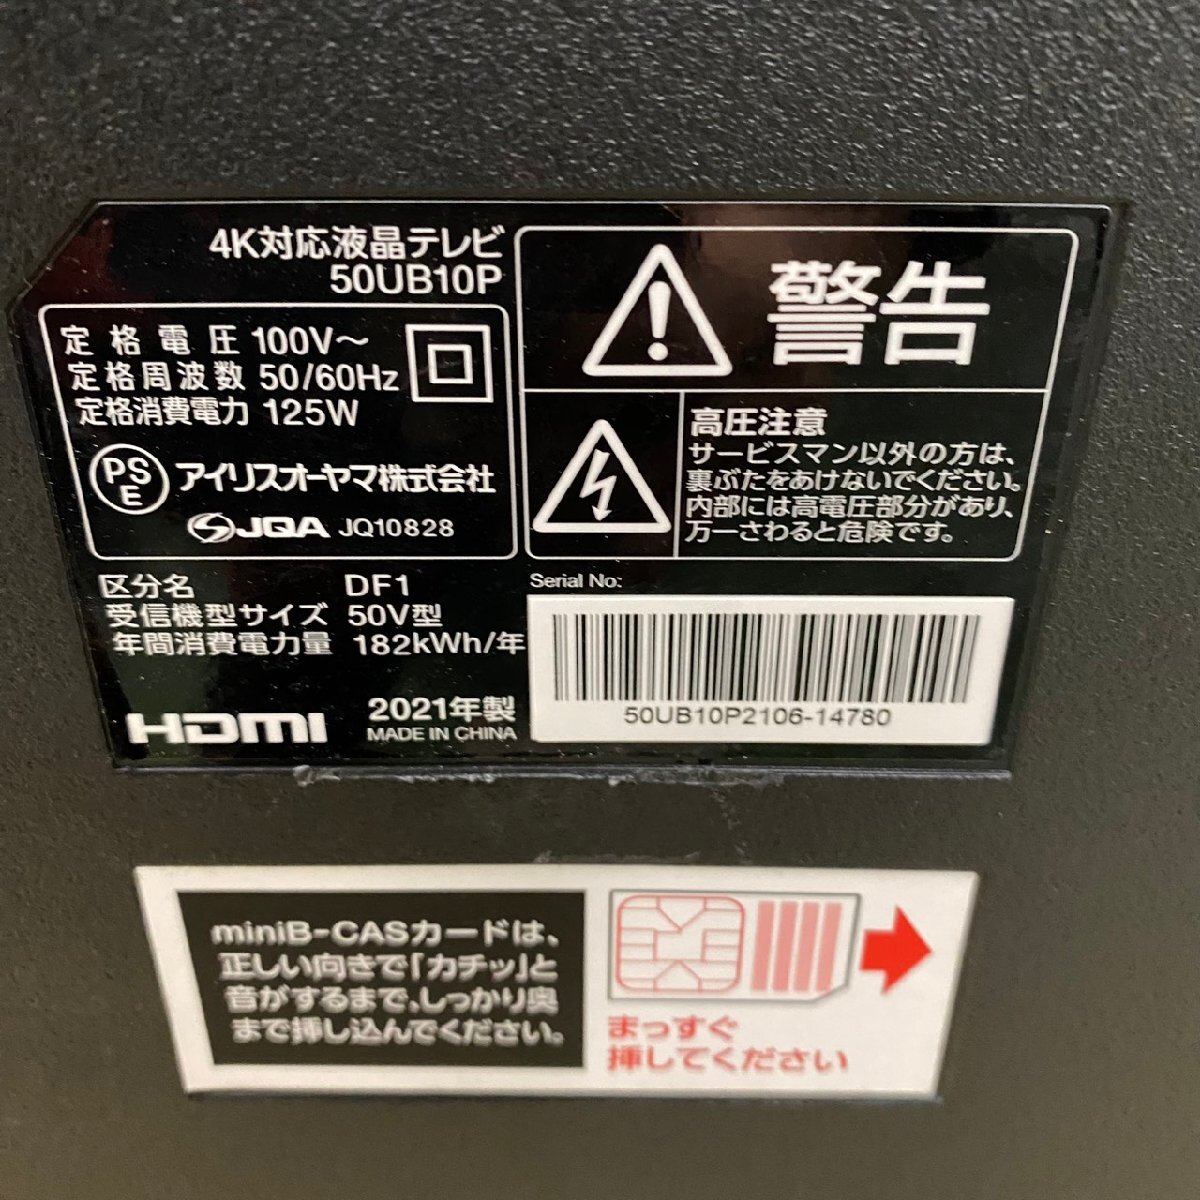 4K対応液晶テレビ
50UB10P
定格電圧 100V～
定格周波数 50/60Hz
定格消費電力 125W
PS
E
アイリスオーヤマ株式会社
JQA JQ10828
警告
高圧注意
サービスマン以外の方は、
裏ぶたをあけないでください。
内部には高電圧部分があり、
万一さわると危険です。
区分名 DF1
受信機型サイズ 50V型
年間消費電力量 182kWh/年
HDMI
2021年製
MADE IN CHINA
Serial No:
50UB10P2106-14780
miniB-CASカードは、
正しい向きで「カチッ」と
音がするまで、しっかり奥
まで挿し込んでください。
まっすぐ
挿してください